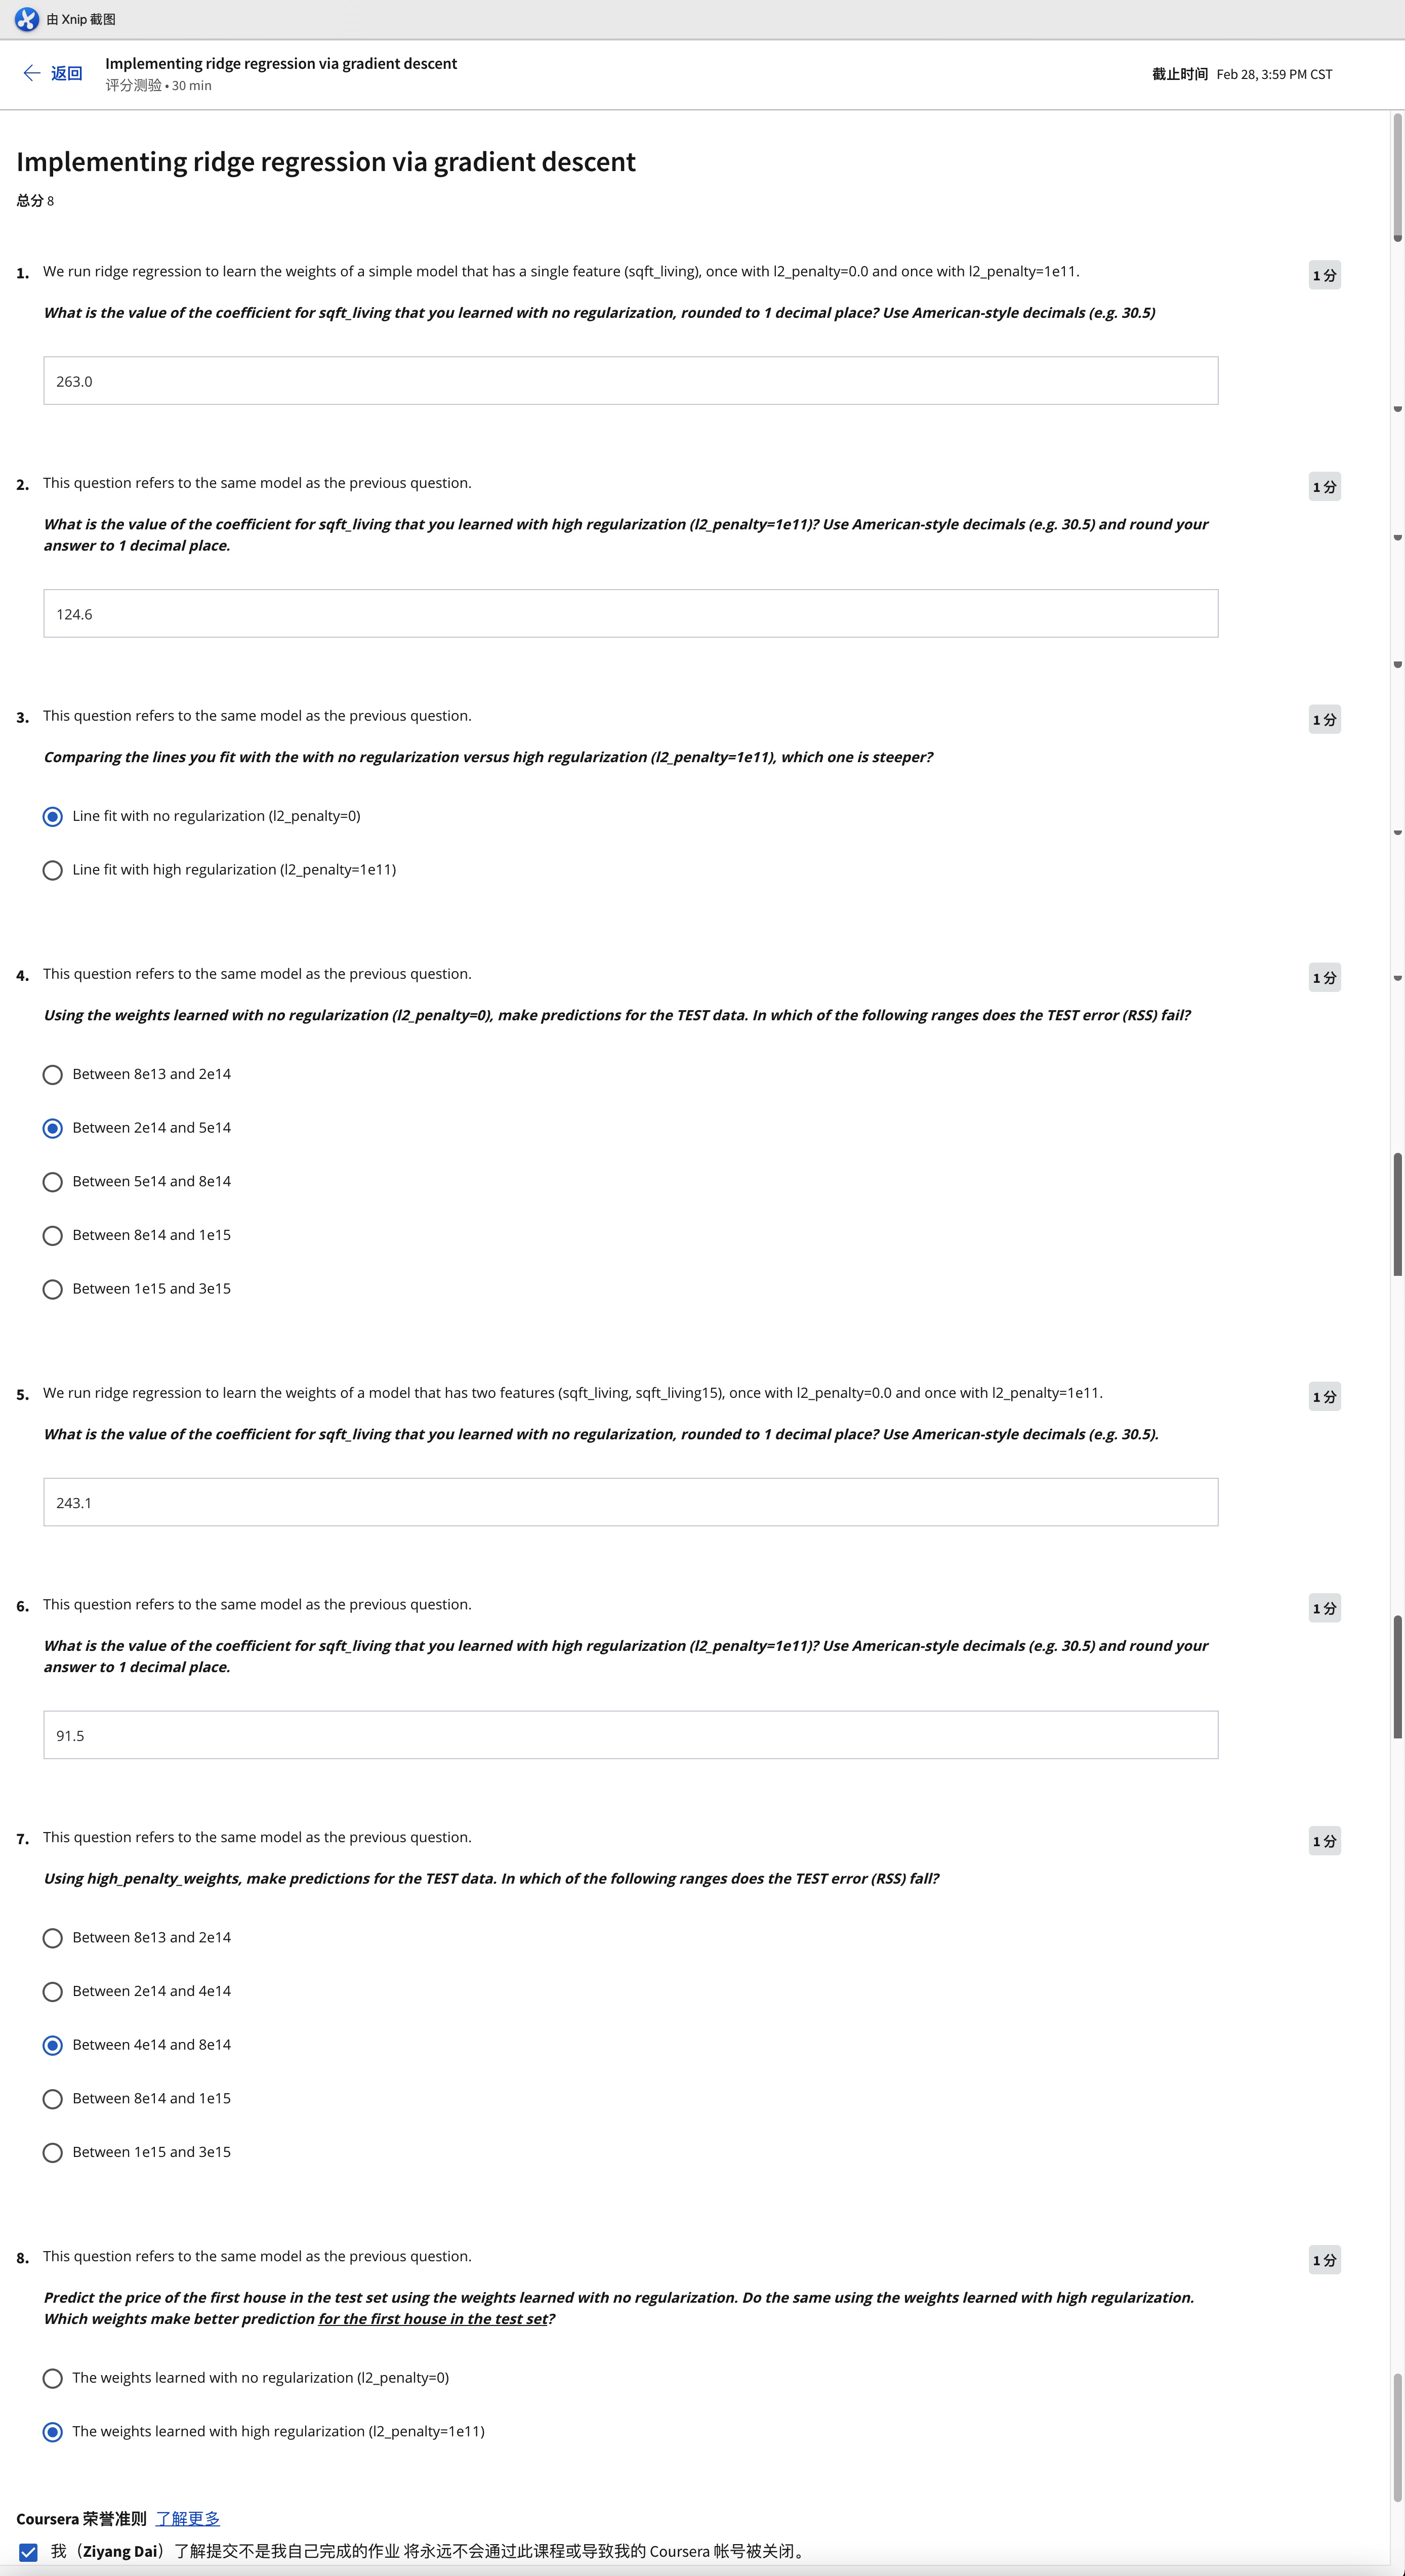 由 Xnip 截图
返回
Implementing ridge regression via gradient descent
评分测验 • 30 min
截止时间 Feb 28, 3:59 PM CST
Implementing ridge regression via gradient descent
总分 8
1. We run ridge regression to learn the weights of a simple model that has a single feature (sqft_living), once with l2_penalty=0.0 and once with l2_penalty=1e11.
1 分
What is the value of the coefficient for sqft_living that you learned with no regularization, rounded to 1 decimal place? Use American-style decimals (e.g. 30.5)
263.0
2. This question refers to the same model as the previous question.
1 分
What is the value of the coefficient for sqft_living that you learned with high regularization (l2_penalty=1e11)? Use American-style decimals (e.g. 30.5) and round your
answer to 1 decimal place.
124.6
3. This question refers to the same model as the previous question.
1 分
Comparing the lines you fit with the with no regularization versus high regularization (l2_penalty=1e11), which one is steeper?
Line fit with no regularization (l2_penalty=0)
Line fit with high regularization (l2_penalty=1e11)
4. This question refers to the same model as the previous question.
1 分
Using the weights learned with no regularization (l2_penalty=0), make predictions for the TEST data. In which of the following ranges does the TEST error (RSS) fail?
Between 8e13 and 2e14
Between 2e14 and 5e14
Between 5e14 and 8e14
Between 8e14 and 1e15
Between 1e15 and 3e15
5. We run ridge regression to learn the weights of a model that has two features (sqft_living, sqft_living15), once with l2_penalty=0.0 and once with l2_penalty=1e11.
1 分
What is the value of the coefficient for sqft_living that you learned with no regularization, rounded to 1 decimal place? Use American-style decimals (e.g. 30.5).
243.1
6. This question refers to the same model as the previous question.
1 分
What is the value of the coefficient for sqft_living that you learned with high regularization (l2_penalty=1e11)? Use American-style decimals (e.g. 30.5) and round your
answer to 1 decimal place.
91.5
7. This question refers to the same model as the previous question.
1 分
Using high_penalty_weights, make predictions for the TEST data. In which of the following ranges does the TEST error (RSS) fall?
Between 8e13 and 2e14
Between 2e14 and 4e14
Between 4e14 and 8e14
Between 8e14 and 1e15
Between 1e15 and 3e15
8. This question refers to the same model as the previous question.
1 分
Predict the price of the first house in the test set using the weights learned with no regularization. Do the same using the weights learned with high regularization.
Which weights make better prediction for the first house in the test set?
The weights learned with no regularization (l2_penalty=0)
The weights learned with high regularization (l2_penalty=1e11)
Coursera 荣誉准则 了解更多
我（Ziyang Dai）了解提交不是我自己完成的作业 将永远不会通过此课程或导致我的 Coursera 帐号被关闭。